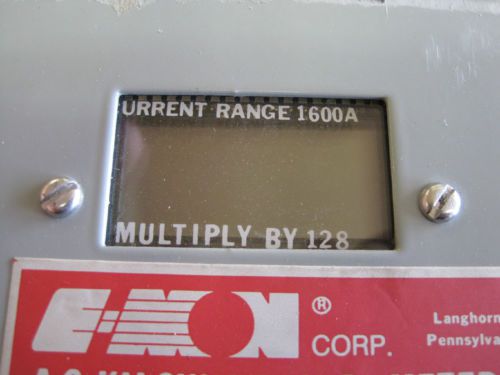 URRENT RANGE 1600A
MULTIPLY BY 128
E-MON ®
CORP.
Langhorn
Pennsylva